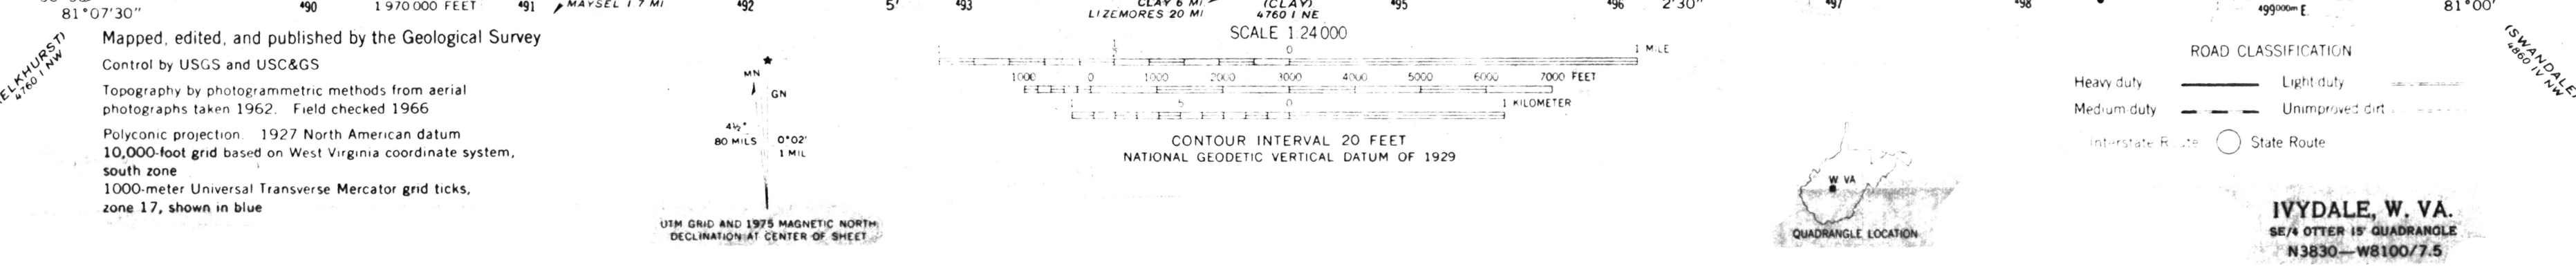 81°07'30"
490
1 970 000 FEET
491
MAYSEL 1.7 MI
492
5'
493
CLAY 6 MI
LIZEMORES 20 MI
(CLAY)
4760 I NE
495
496
2'30"
497
498
499000m E.
81°00'
(ELKHURST)
4760 I NW
(SWANDALE)
4860 IV NW
Mapped, edited, and published by the Geological Survey
Control by USGS and USC&GS
Topography by photogrammetric methods from aerial
photographs taken 1962. Field checked 1966
Polyconic projection. 1927 North American datum
10,000-foot grid based on West Virginia coordinate system,
south zone
1000-meter Universal Transverse Mercator grid ticks,
zone 17, shown in blue
MN
GN
4½°
80 MILS
0°02'
1 MIL
UTM GRID AND 1975 MAGNETIC NORTH
DECLINATION AT CENTER OF SHEET
SCALE 1:24 000
0 1 MILE
1000 0 1000 2000 3000 4000 5000 6000 7000 FEET
5 0 1 KILOMETER
CONTOUR INTERVAL 20 FEET
NATIONAL GEODETIC VERTICAL DATUM OF 1929
W VA
QUADRANGLE LOCATION
ROAD CLASSIFICATION
Heavy duty Light duty
Medium duty Unimproved dirt
Interstate Route State Route
IVYDALE, W. VA.
SE/4 OTTER 15' QUADRANGLE
N3830—W8100/7.5